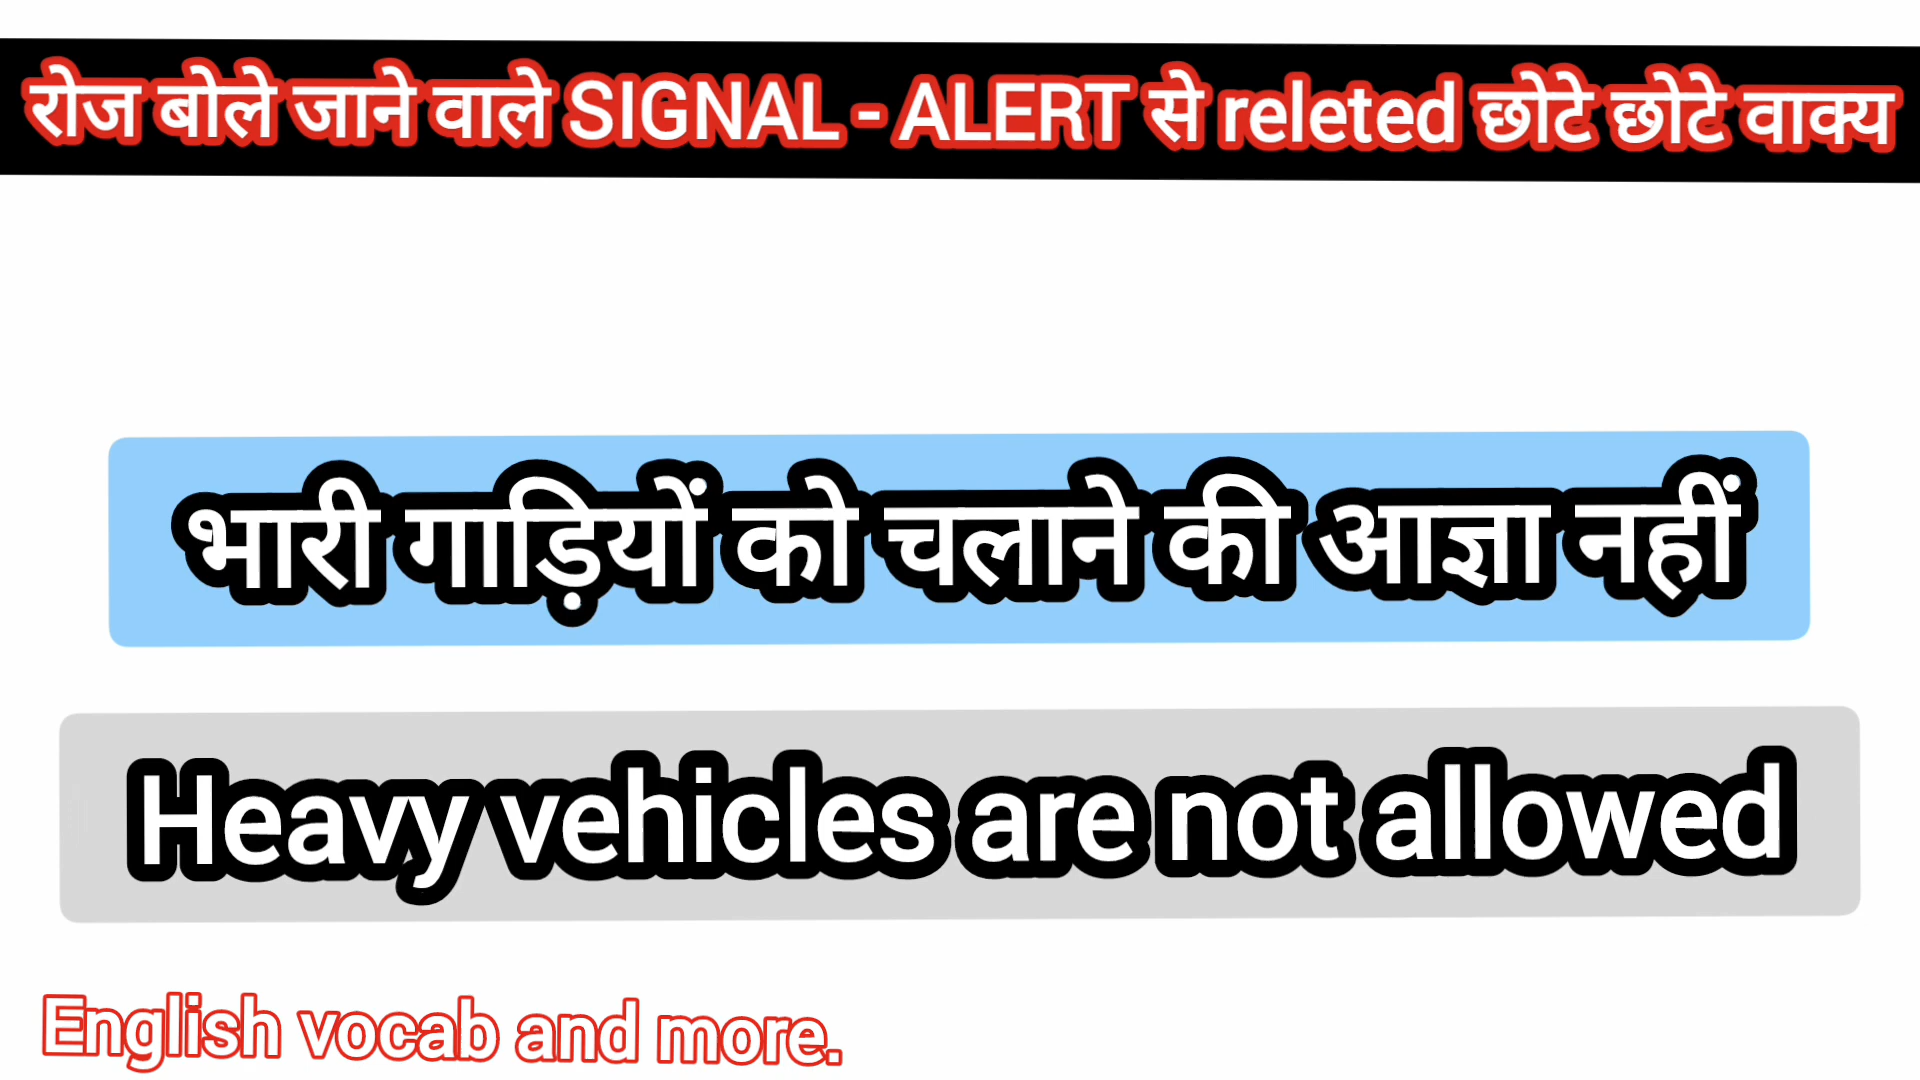 रोज बोले जाने वाले SIGNAL - ALERT से releted छोटे छोटे वाक्य
भारी गाड़ियों को चलाने की आज्ञा नहीं
Heavy vehicles are not allowed
English vocab and more.